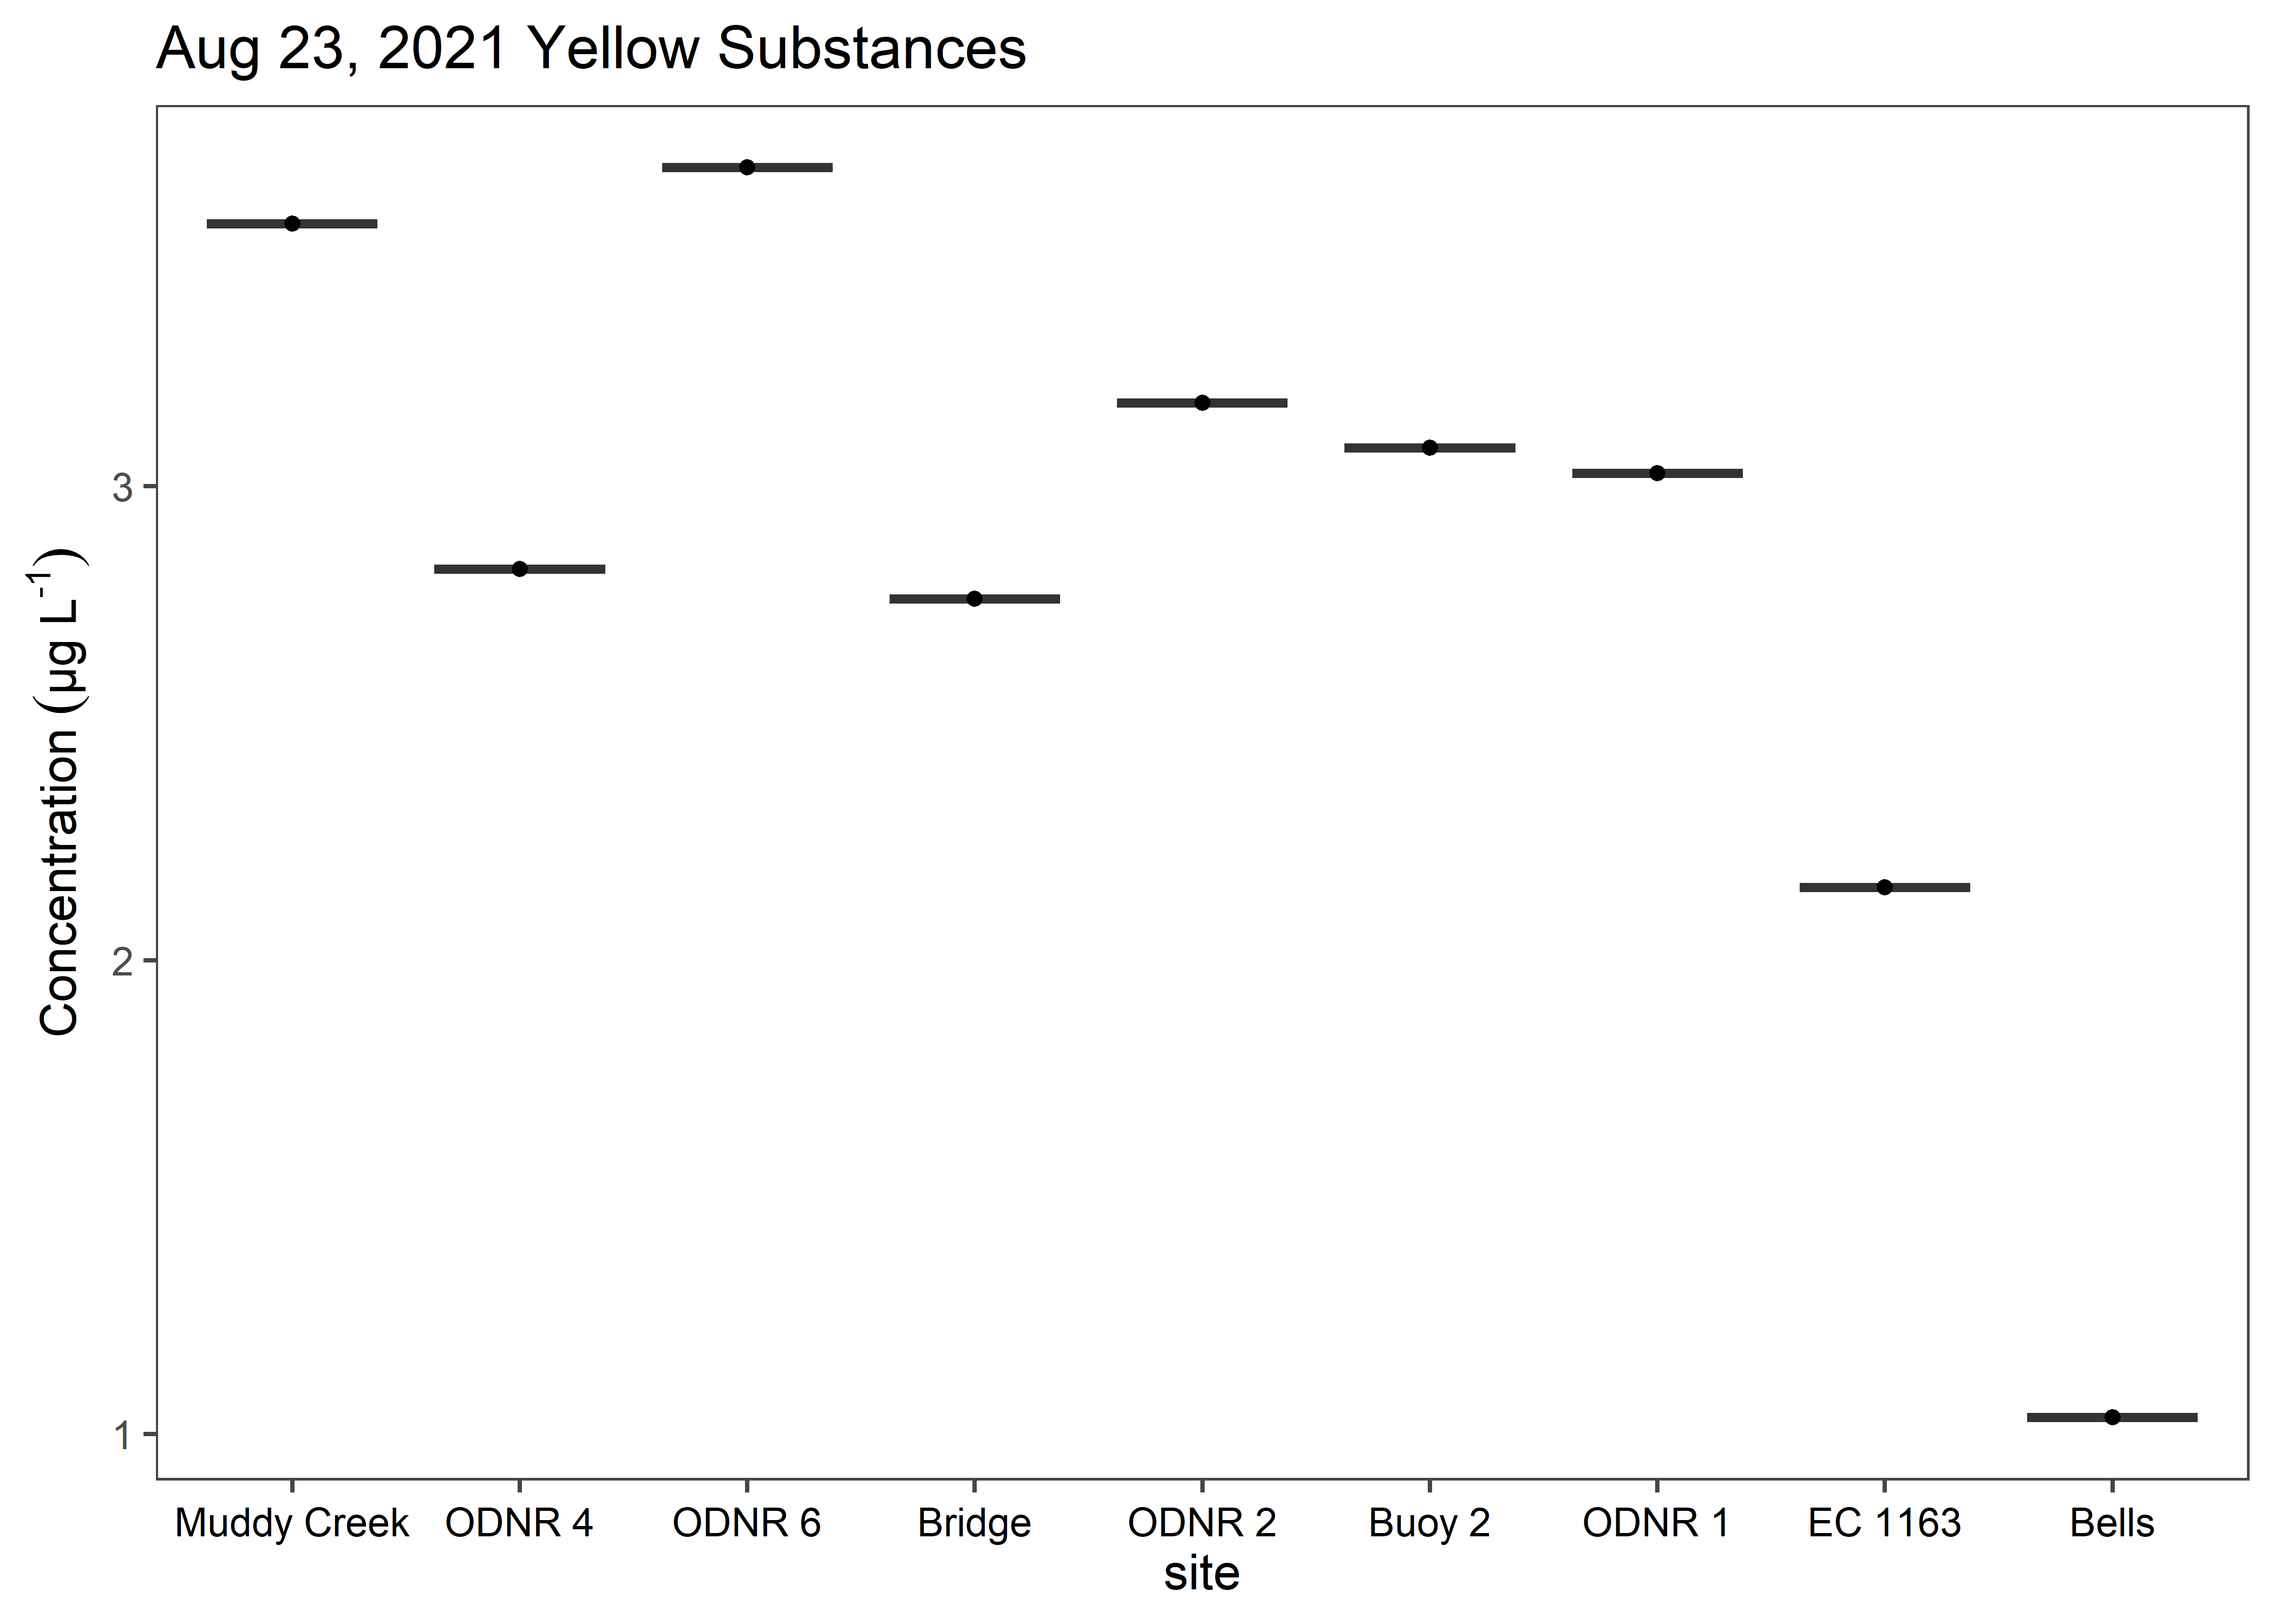 Aug 23, 2021 Yellow Substances
Concentration (µg L-1)
3
2
1
Muddy Creek ODNR 4 ODNR 6 Bridge ODNR 2 Buoy 2 ODNR 1 EC 1163 Bells
site